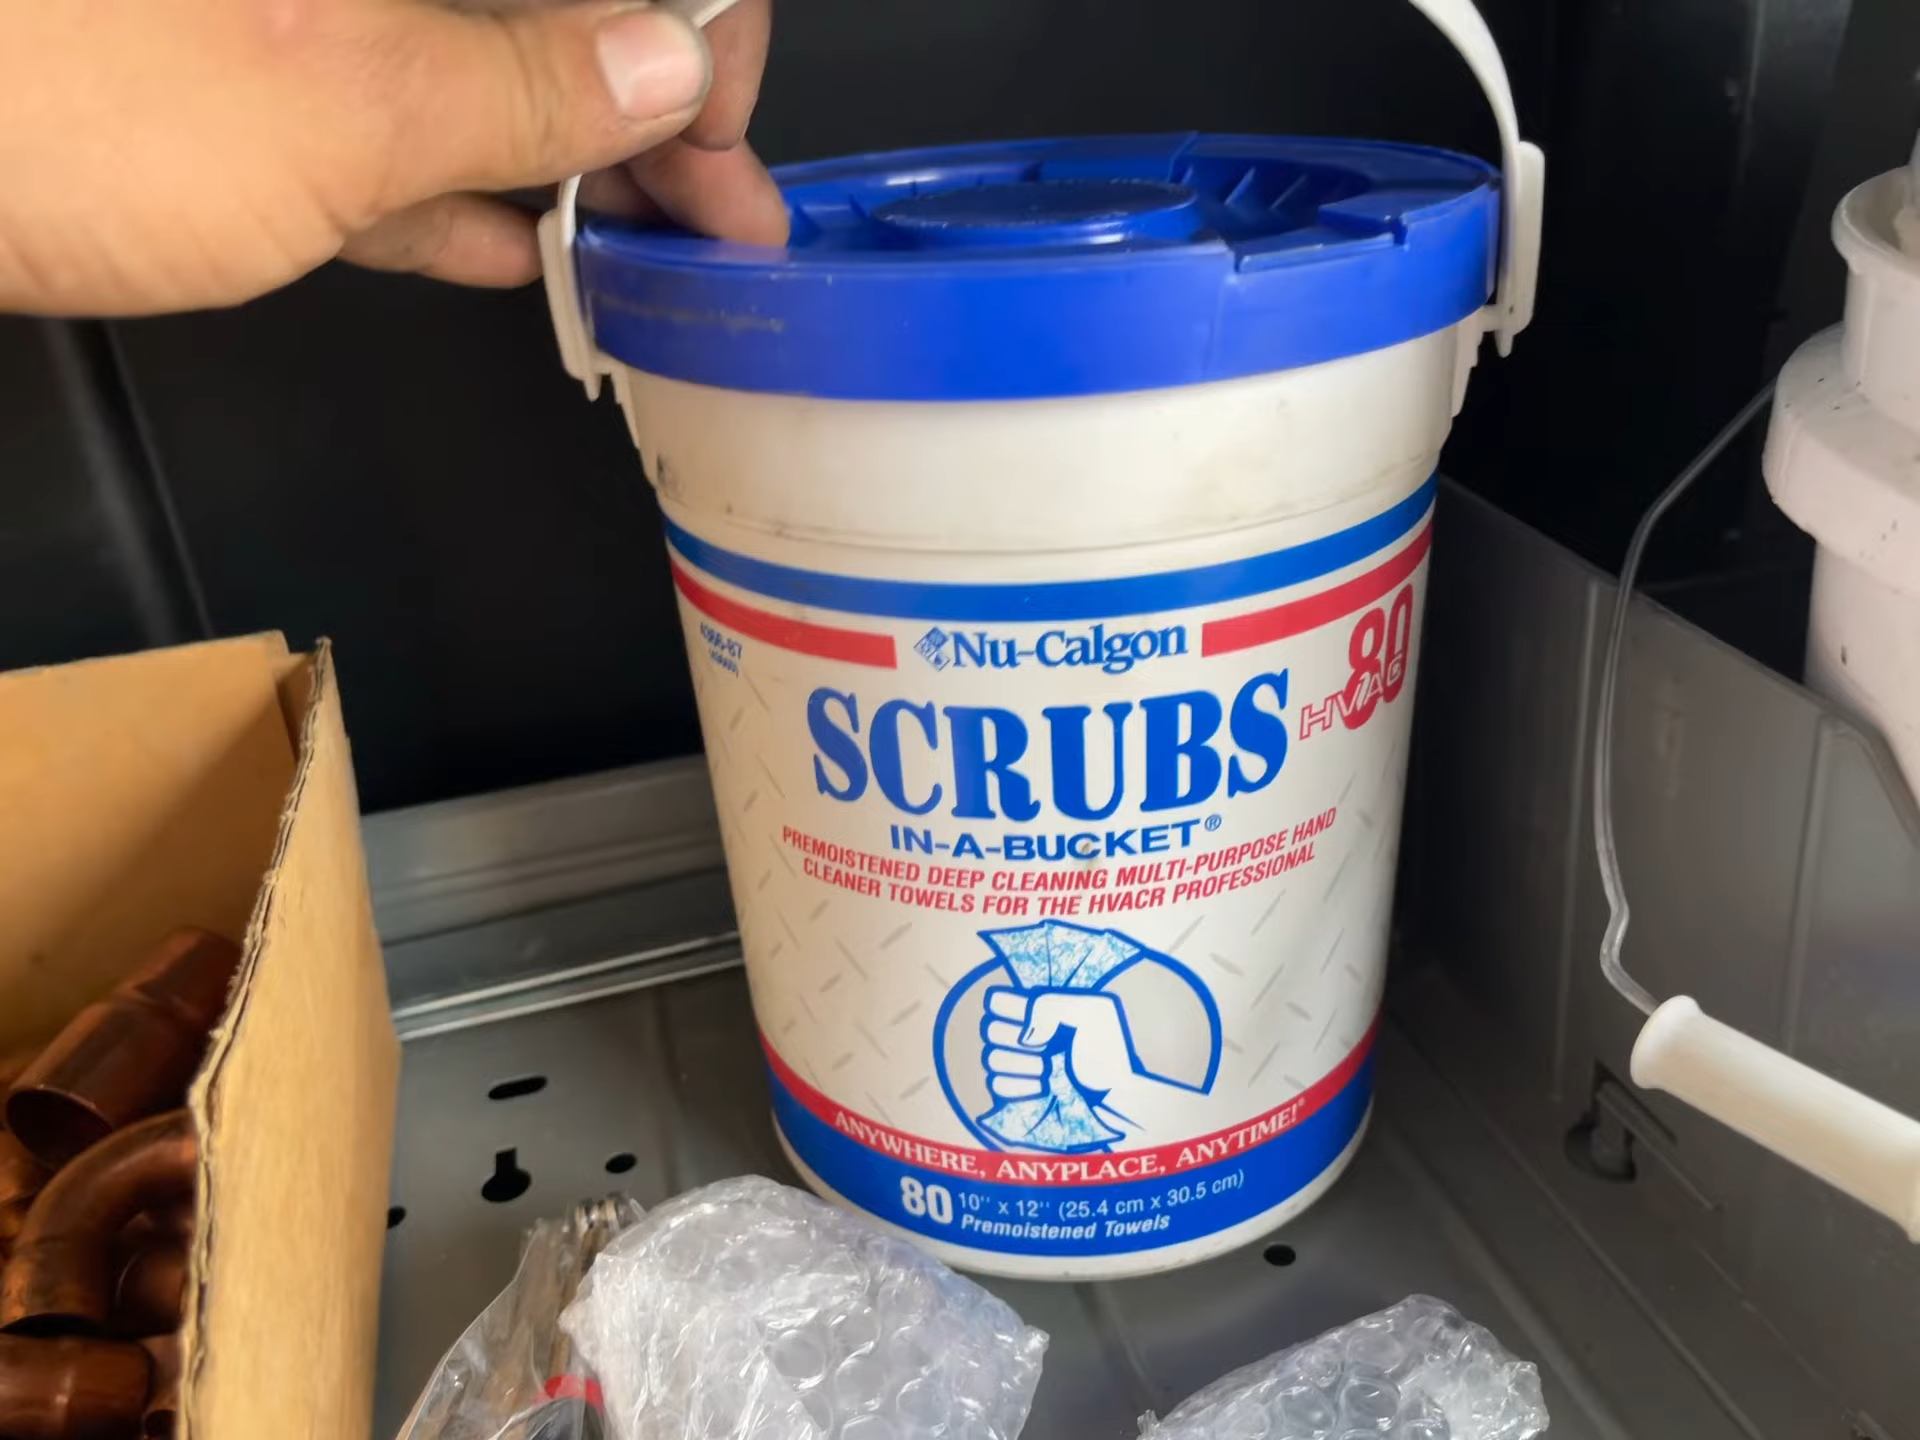 Nu-Calgon
80
HVAC
SCRUBS
IN-A-BUCKET®
PREMOISTENED DEEP CLEANING MULTI-PURPOSE HAND
CLEANER TOWELS FOR THE HVACR PROFESSIONAL
ANYWHERE, ANYPLACE, ANYTIME!®
80 10" x 12" (25.4 cm x 30.5 cm)
Premoistened Towels